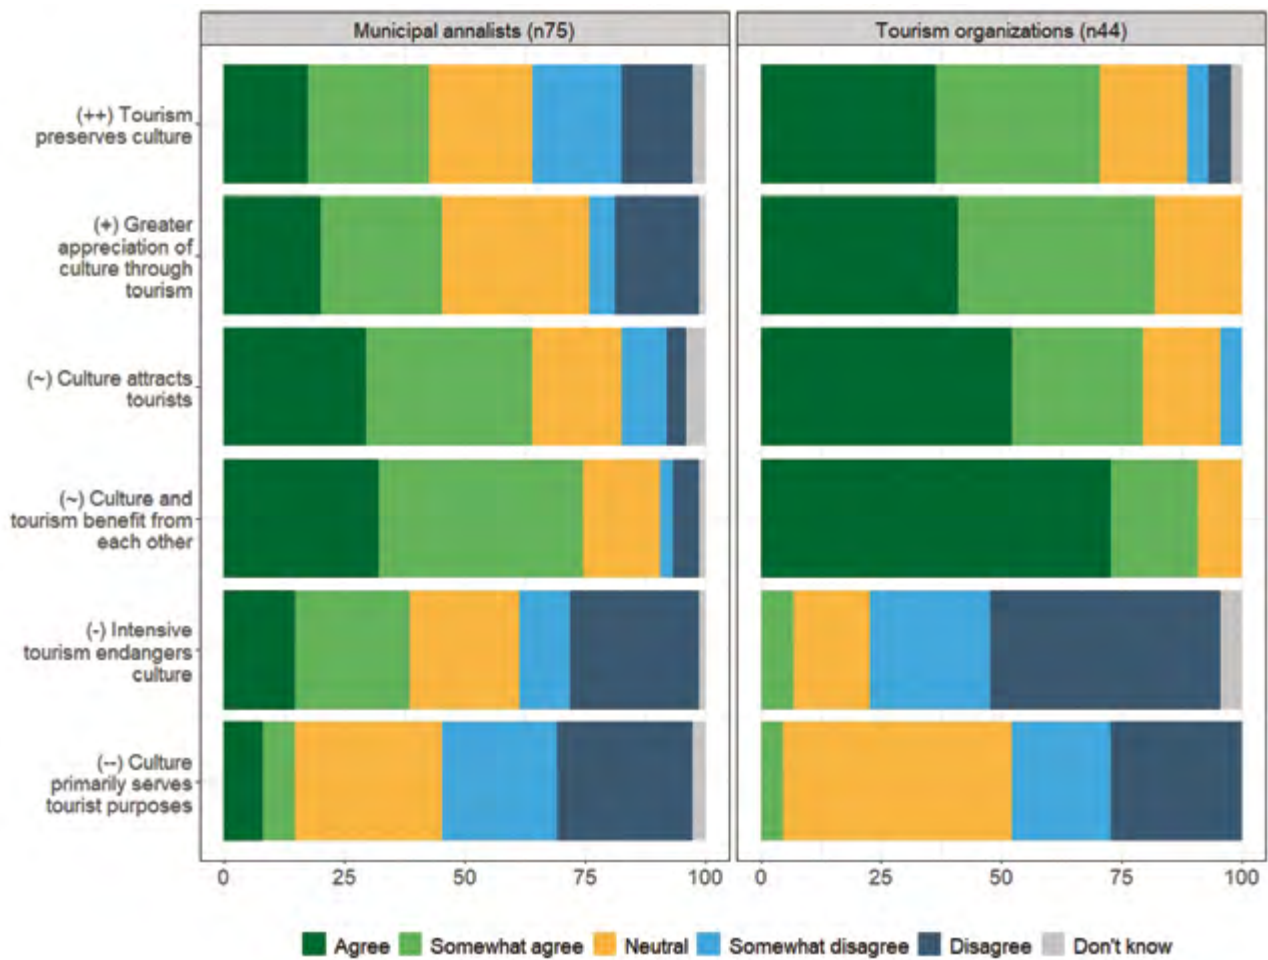 Municipal annalists (n75)
Tourism organizations (n44)
(++) Tourism
preserves culture
(+) Greater
appreciation of
culture through
tourism
(~) Culture attracts
tourists
(~) Culture and
tourism benefit from
each other
(-) Intensive
tourism endangers
culture
(--) Culture
primarily serves
tourist purposes
0 25 50 75 100
0 25 50 75 100
Agree Somewhat agree Neutral Somewhat disagree Disagree Don't know